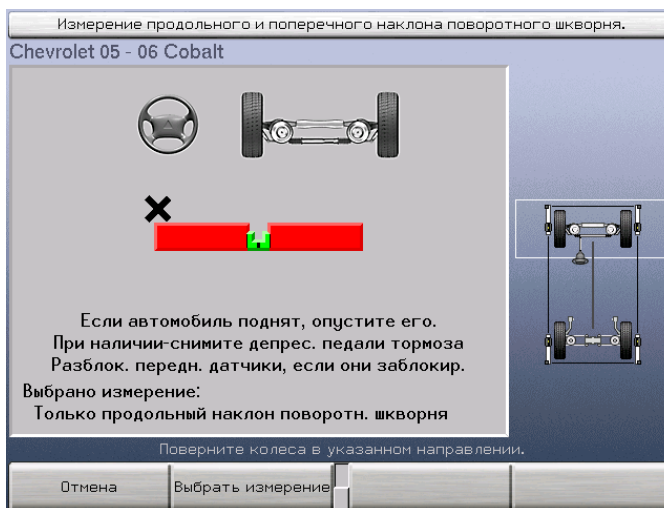 Измерение продольного и поперечного наклона поворотного шкворня.
Chevrolet 05 - 06 Cobalt
Если автомобиль поднят, опустите его.
При наличии-снимите депрес. педали тормоза
Разблок. передн. датчики, если они заблокир.
Выбрано измерение:
Только продольный наклон поворотн. шкворня
Поверните колеса в указанном направлении.
Отмена
Выбрать измерение